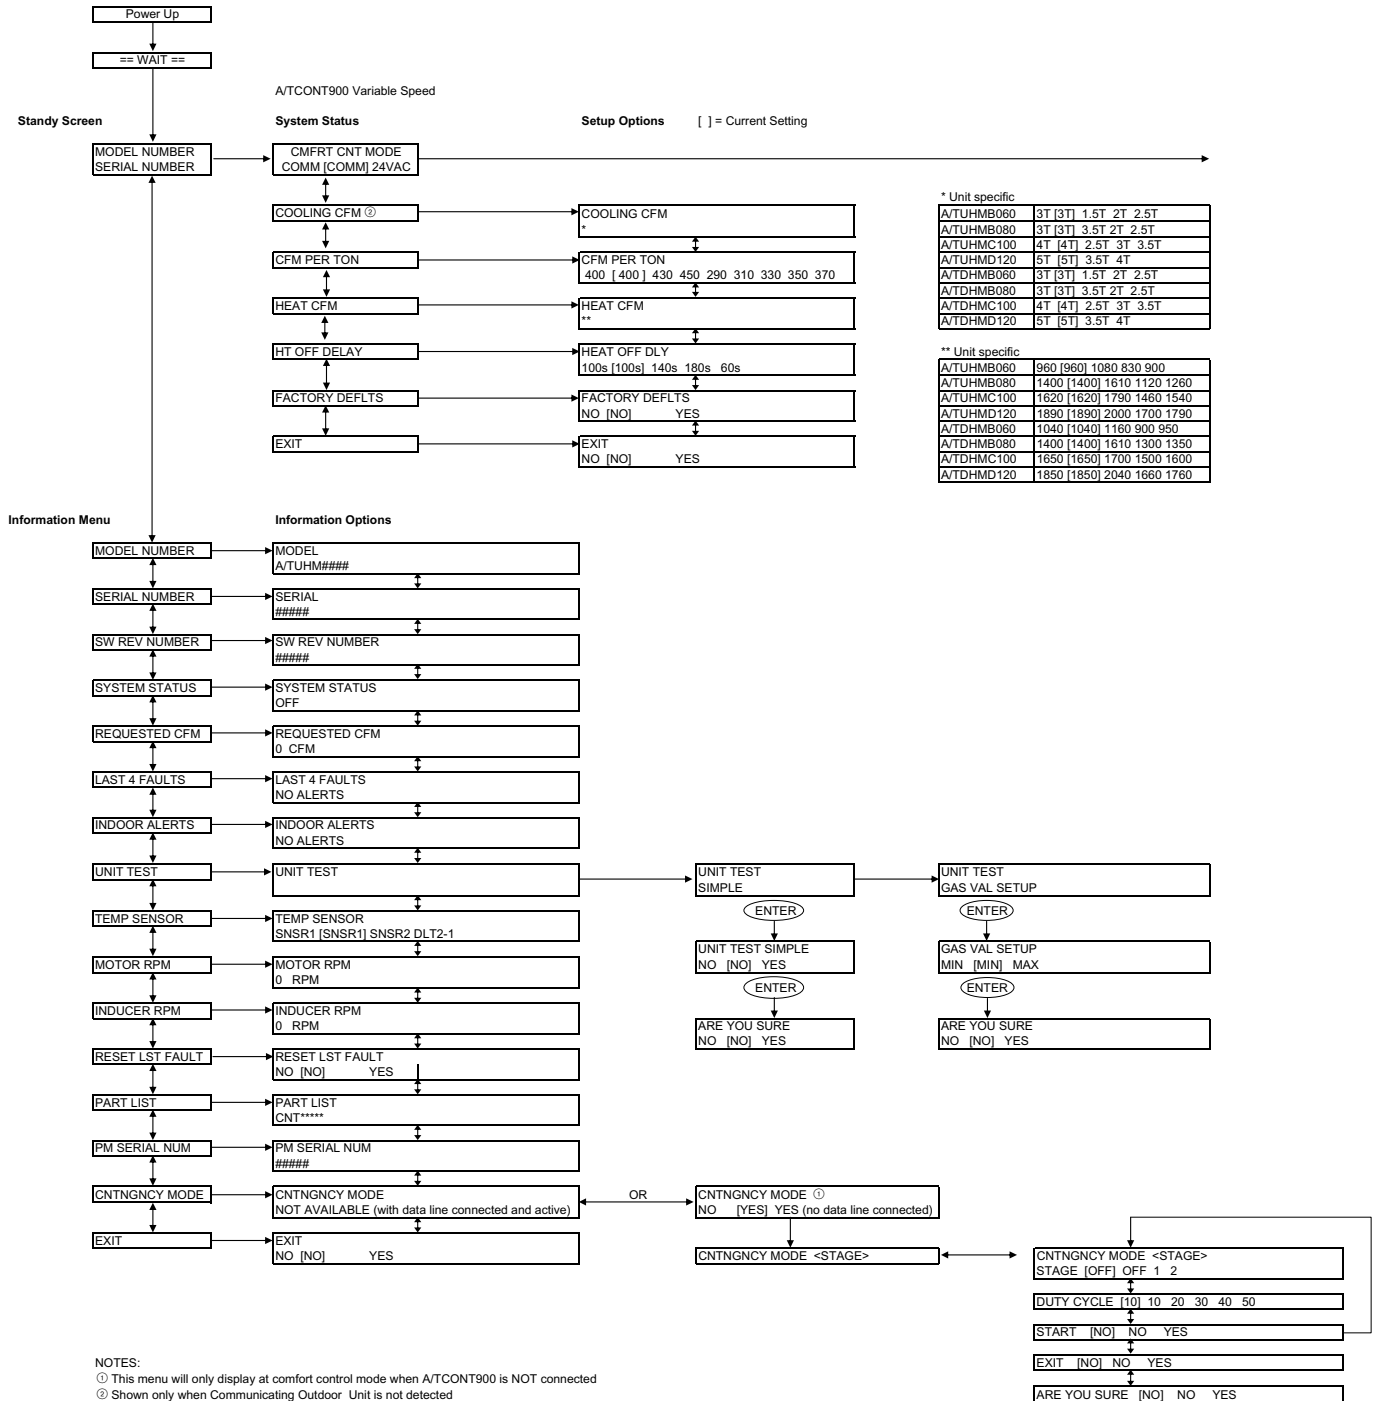 Power Up
== WAIT ==
A/TCONT900 Variable Speed
Standy Screen
System Status
Setup Options
[ ] = Current Setting
MODEL NUMBER
SERIAL NUMBER
CMFRT CNT MODE
COMM [COMM] 24VAC
COOLING CFM ②
COOLING CFM
*
CFM PER TON
CFM PER TON
400 [ 400 ] 430 450 290 310 330 350 370
HEAT CFM
HEAT CFM
**
HT OFF DELAY
HEAT OFF DLY
100s [100s] 140s 180s 60s
FACTORY DEFLTS
FACTORY DEFLTS
NO [NO] YES
EXIT
EXIT
NO [NO] YES
* Unit specific
A/TUHMB060 3T [3T] 1.5T 2T 2.5T
A/TUHMB080 3T [3T] 3.5T 2T 2.5T
A/TUHMC100 4T [4T] 2.5T 3T 3.5T
A/TUHMD120 5T [5T] 3.5T 4T
A/TDHMB060 3T [3T] 1.5T 2T 2.5T
A/TDHMB080 3T [3T] 3.5T 2T 2.5T
A/TDHMC100 4T [4T] 2.5T 3T 3.5T
A/TDHMD120 5T [5T] 3.5T 4T
** Unit specific
A/TUHMB060 960 [960] 1080 830 900
A/TUHMB080 1400 [1400] 1610 1120 1260
A/TUHMC100 1620 [1620] 1790 1460 1540
A/TUHMD120 1890 [1890] 2000 1700 1790
A/TDHMB060 1040 [1040] 1160 900 950
A/TDHMB080 1400 [1400] 1610 1300 1350
A/TDHMC100 1650 [1650] 1700 1500 1600
A/TDHMD120 1850 [1850] 2040 1660 1760
Information Menu
Information Options
MODEL NUMBER
MODEL
A/TUHM####
SERIAL NUMBER
SERIAL
#####
SW REV NUMBER
SW REV NUMBER
#####
SYSTEM STATUS
SYSTEM STATUS
OFF
REQUESTED CFM
REQUESTED CFM
0 CFM
LAST 4 FAULTS
LAST 4 FAULTS
NO ALERTS
INDOOR ALERTS
INDOOR ALERTS
NO ALERTS
UNIT TEST
UNIT TEST
UNIT TEST
SIMPLE
UNIT TEST
GAS VAL SETUP
ENTER
ENTER
TEMP SENSOR
TEMP SENSOR
SNSR1 [SNSR1] SNSR2 DLT2-1
UNIT TEST SIMPLE
NO [NO] YES
GAS VAL SETUP
MIN [MIN] MAX
MOTOR RPM
MOTOR RPM
0 RPM
ENTER
ENTER
INDUCER RPM
INDUCER RPM
0 RPM
ARE YOU SURE
NO [NO] YES
ARE YOU SURE
NO [NO] YES
RESET LST FAULT
RESET LST FAULT
NO [NO] YES
PART LIST
PART LIST
CNT*****
PM SERIAL NUM
PM SERIAL NUM
#####
CNTNGNCY MODE
CNTNGNCY MODE
NOT AVAILABLE (with data line connected and active)
OR
CNTNGNCY MODE ①
NO [YES] YES (no data line connected)
EXIT
EXIT
NO [NO] YES
CNTNGNCY MODE <STAGE>
CNTNGNCY MODE <STAGE>
STAGE [OFF] OFF 1 2
DUTY CYCLE [10] 10 20 30 40 50
START [NO] NO YES
EXIT [NO] NO YES
ARE YOU SURE [NO] NO YES
NOTES:
① This menu will only display at comfort control mode when A/TCONT900 is NOT connected
② Shown only when Communicating Outdoor Unit is not detected